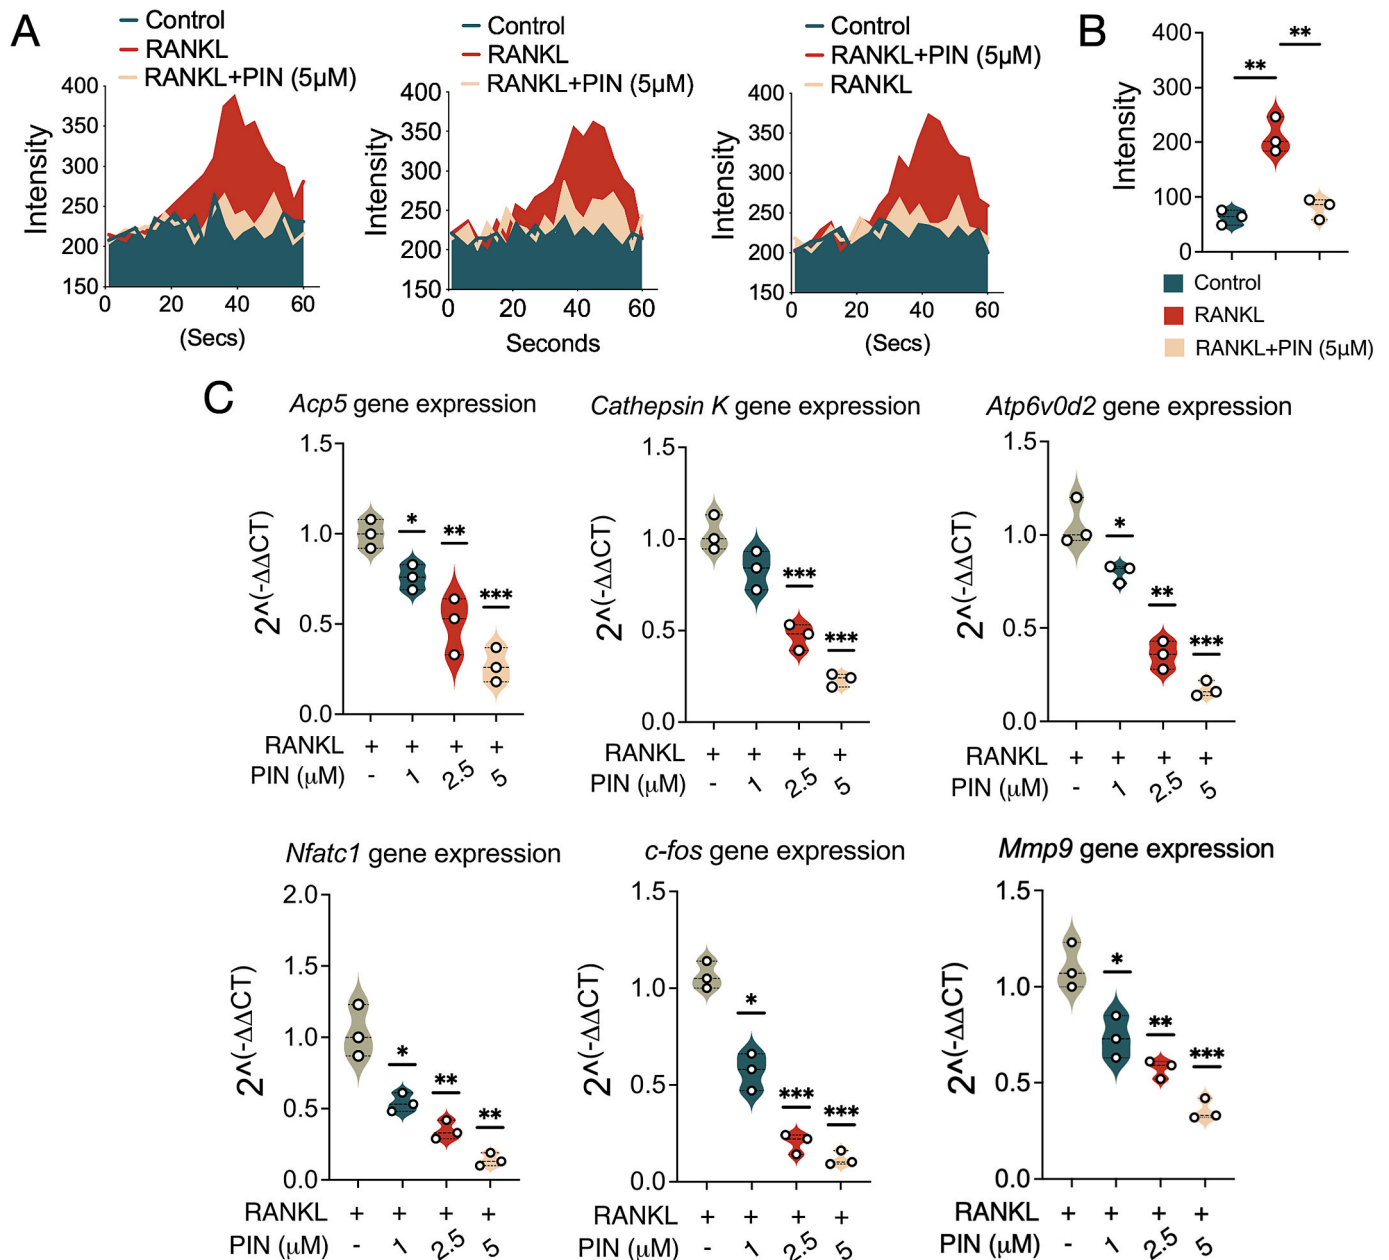 A
Control
RANKL
RANKL+PIN (5μM)
400
350
300
250
200
150
Intensity
0 20 40 60
(Secs)
Control
RANKL
RANKL+PIN (5μM)
400
350
300
250
200
150
Intensity
0 20 40 60
Seconds
Control
RANKL+PIN (5μM)
RANKL
400
350
300
250
200
150
Intensity
0 20 40 60
(Secs)
B
400
300
200
100
0
Intensity
**
**
Control
RANKL
RANKL+PIN (5μM)
C
Acp5 gene expression
1.5
1.0
0.5
0.0
2^(-ΔΔCT)
*
**
***
RANKL + + + +
PIN (μM) - 1 2.5 5
Cathepsin K gene expression
1.5
1.0
0.5
0.0
2^(-ΔΔCT)
***
***
RANKL + + + +
PIN (μM) - 1 2.5 5
Atp6v0d2 gene expression
1.5
1.0
0.5
0.0
2^(-ΔΔCT)
*
**
***
RANKL + + + +
PIN (μM) - 1 2.5 5
Nfatc1 gene expression
2.0
1.5
1.0
0.5
0.0
2^(-ΔΔCT)
*
**
**
RANKL + + + +
PIN (μM) - 1 2.5 5
c-fos gene expression
1.5
1.0
0.5
0.0
2^(-ΔΔCT)
*
***
***
RANKL + + + +
PIN (μM) - 1 2.5 5
Mmp9 gene expression
1.5
1.0
0.5
0.0
2^(-ΔΔCT)
*
**
***
RANKL + + + +
PIN (μM) - 1 2.5 5